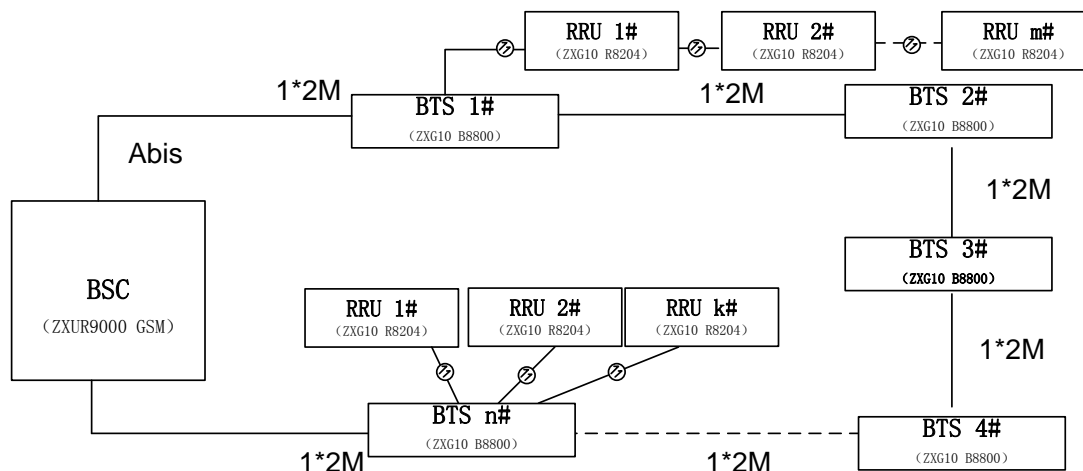 RRU 1#
(ZXG10 R8204)
RRU 2#
(ZXG10 R8204)
RRU m#
(ZXG10 R8204)
1*2M
BTS 1#
(ZXG10 B8800)
1*2M
BTS 2#
(ZXG10 B8800)
Abis
1*2M
BSC
(ZXUR9000 GSM)
BTS 3#
(ZXG10 B8800)
RRU 1#
(ZXG10 R8204)
RRU 2#
(ZXG10 R8204)
RRU k#
(ZXG10 R8204)
1*2M
BTS n#
(ZXG10 B8800)
BTS 4#
(ZXG10 B8800)
1*2M
1*2M